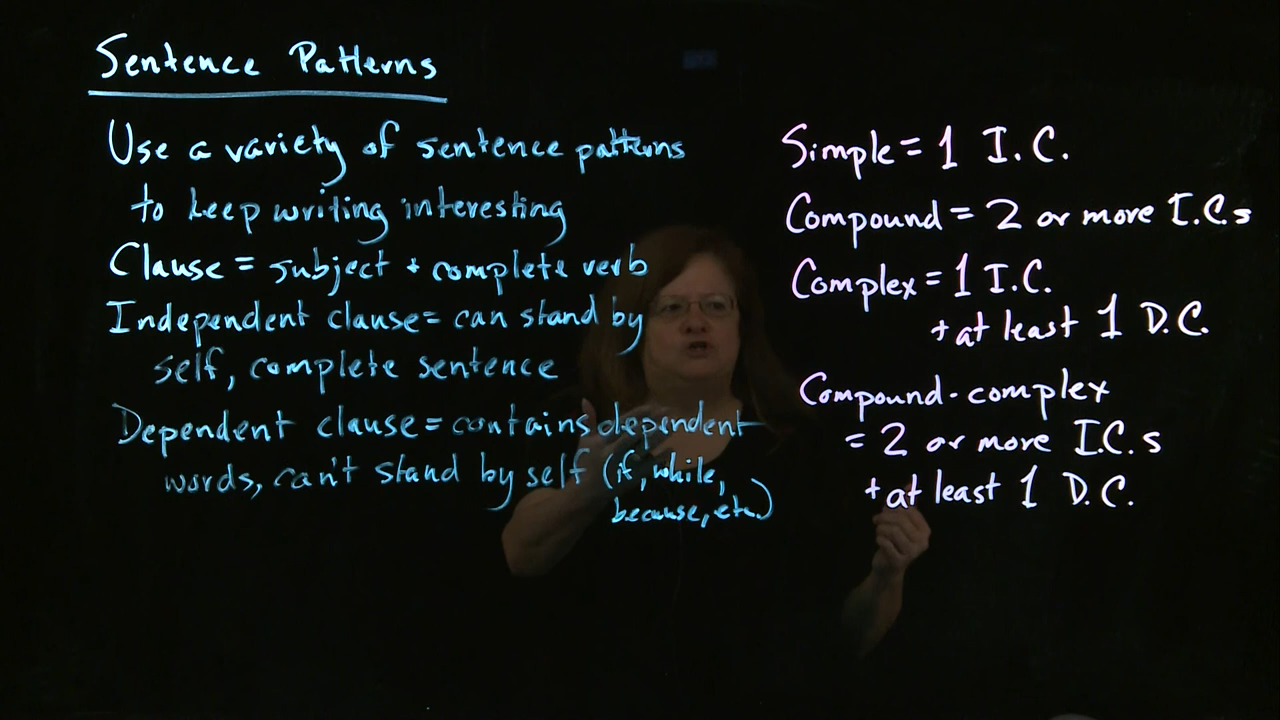 Sentence Patterns
Use a variety of sentence patterns
to keep writing interesting
Clause = subject + complete verb
Independent clause = can stand by
self, complete sentence
Dependent clause = contains dependent
words, can't stand by self (if, while,
because, etc.)
Simple = 1 I.C.
Compound = 2 or more I.C.s
Complex = 1 I.C.
+ at least 1 D.C.
Compound-complex
= 2 or more I.C.s
+ at least 1 D.C.